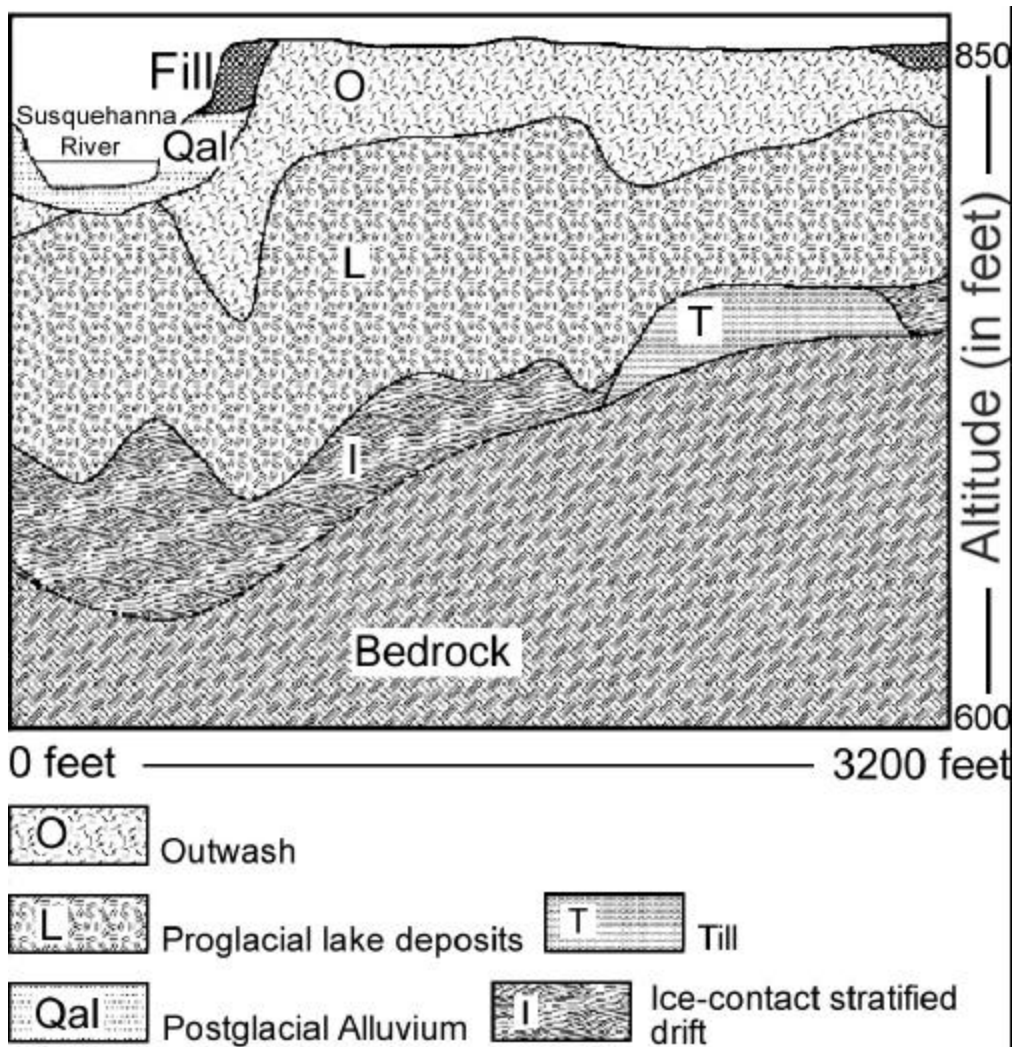 Fill
O
850
Susquehanna
River
Qal
L
T
I
Altitude (in feet)
Bedrock
600
0 feet
3200 feet
O
Outwash
L
Proglacial lake deposits
T
Till
Qal
Postglacial Alluvium
I
Ice-contact stratified
drift